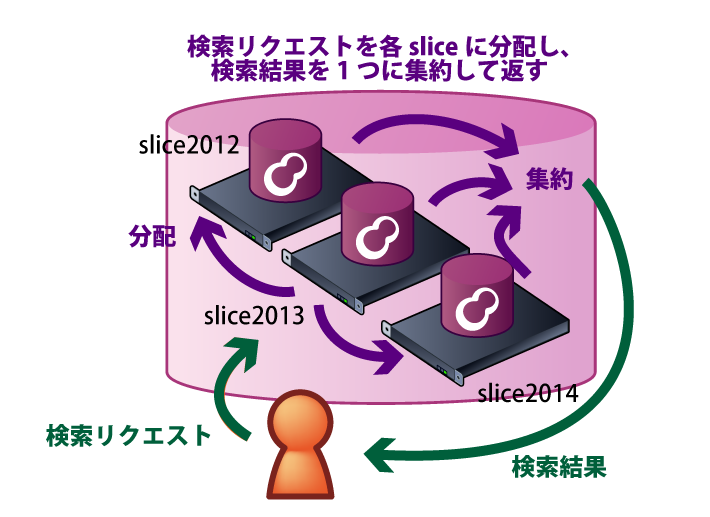 検索リクエストを各 slice に分配し、
検索結果を 1 つに集約して返す
slice2012
集約
分配
slice2013
slice2014
検索リクエスト
検索結果